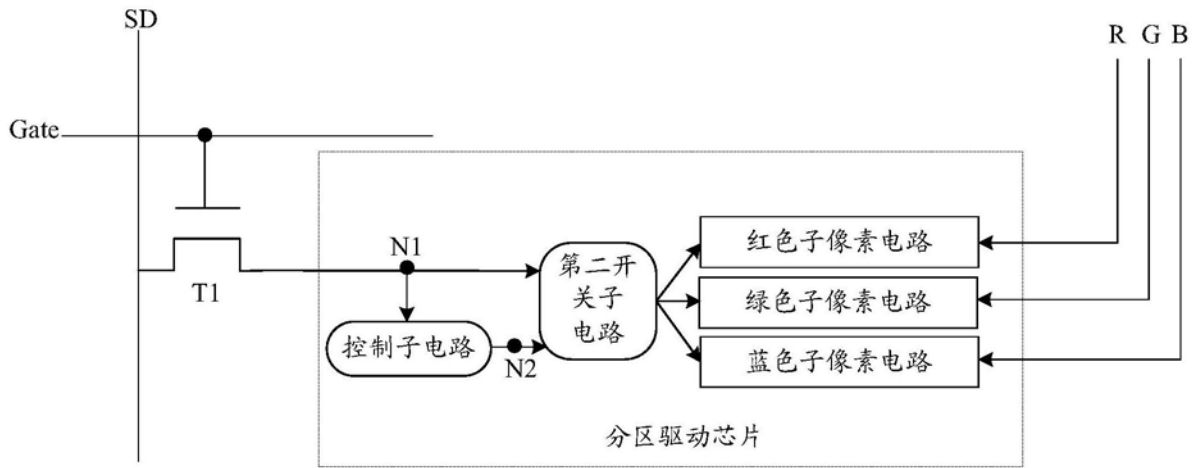 SD
R G B
Gate
T1
N1
第二开
关子
电路
控制子电路
N2
红色子像素电路
绿色子像素电路
蓝色子像素电路
分区驱动芯片